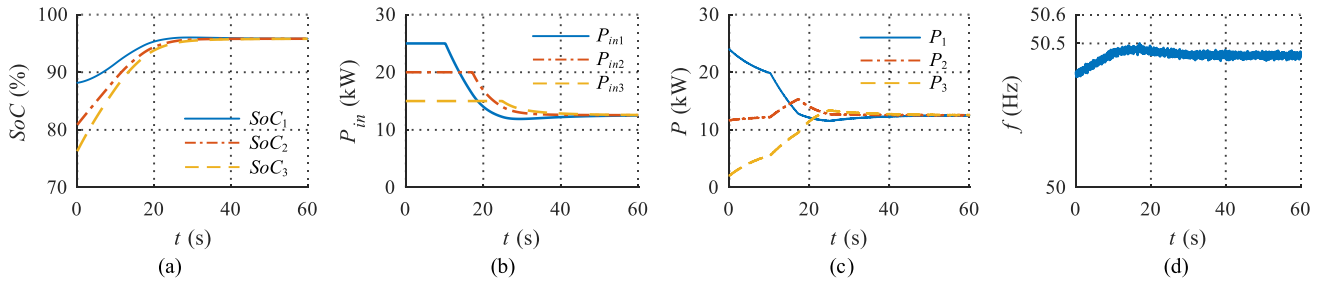 100
90
80
70
SoC (%)
SoC1
SoC2
SoC3
0 20 40 60
t (s)
(a)
30
20
10
0
Pin (kW)
Pin1
Pin2
Pin3
0 20 40 60
t (s)
(b)
30
20
10
0
P (kW)
P1
P2
P3
0 20 40 60
t (s)
(c)
50.6
50.5
50
f (Hz)
0 20 40 60
t (s)
(d)